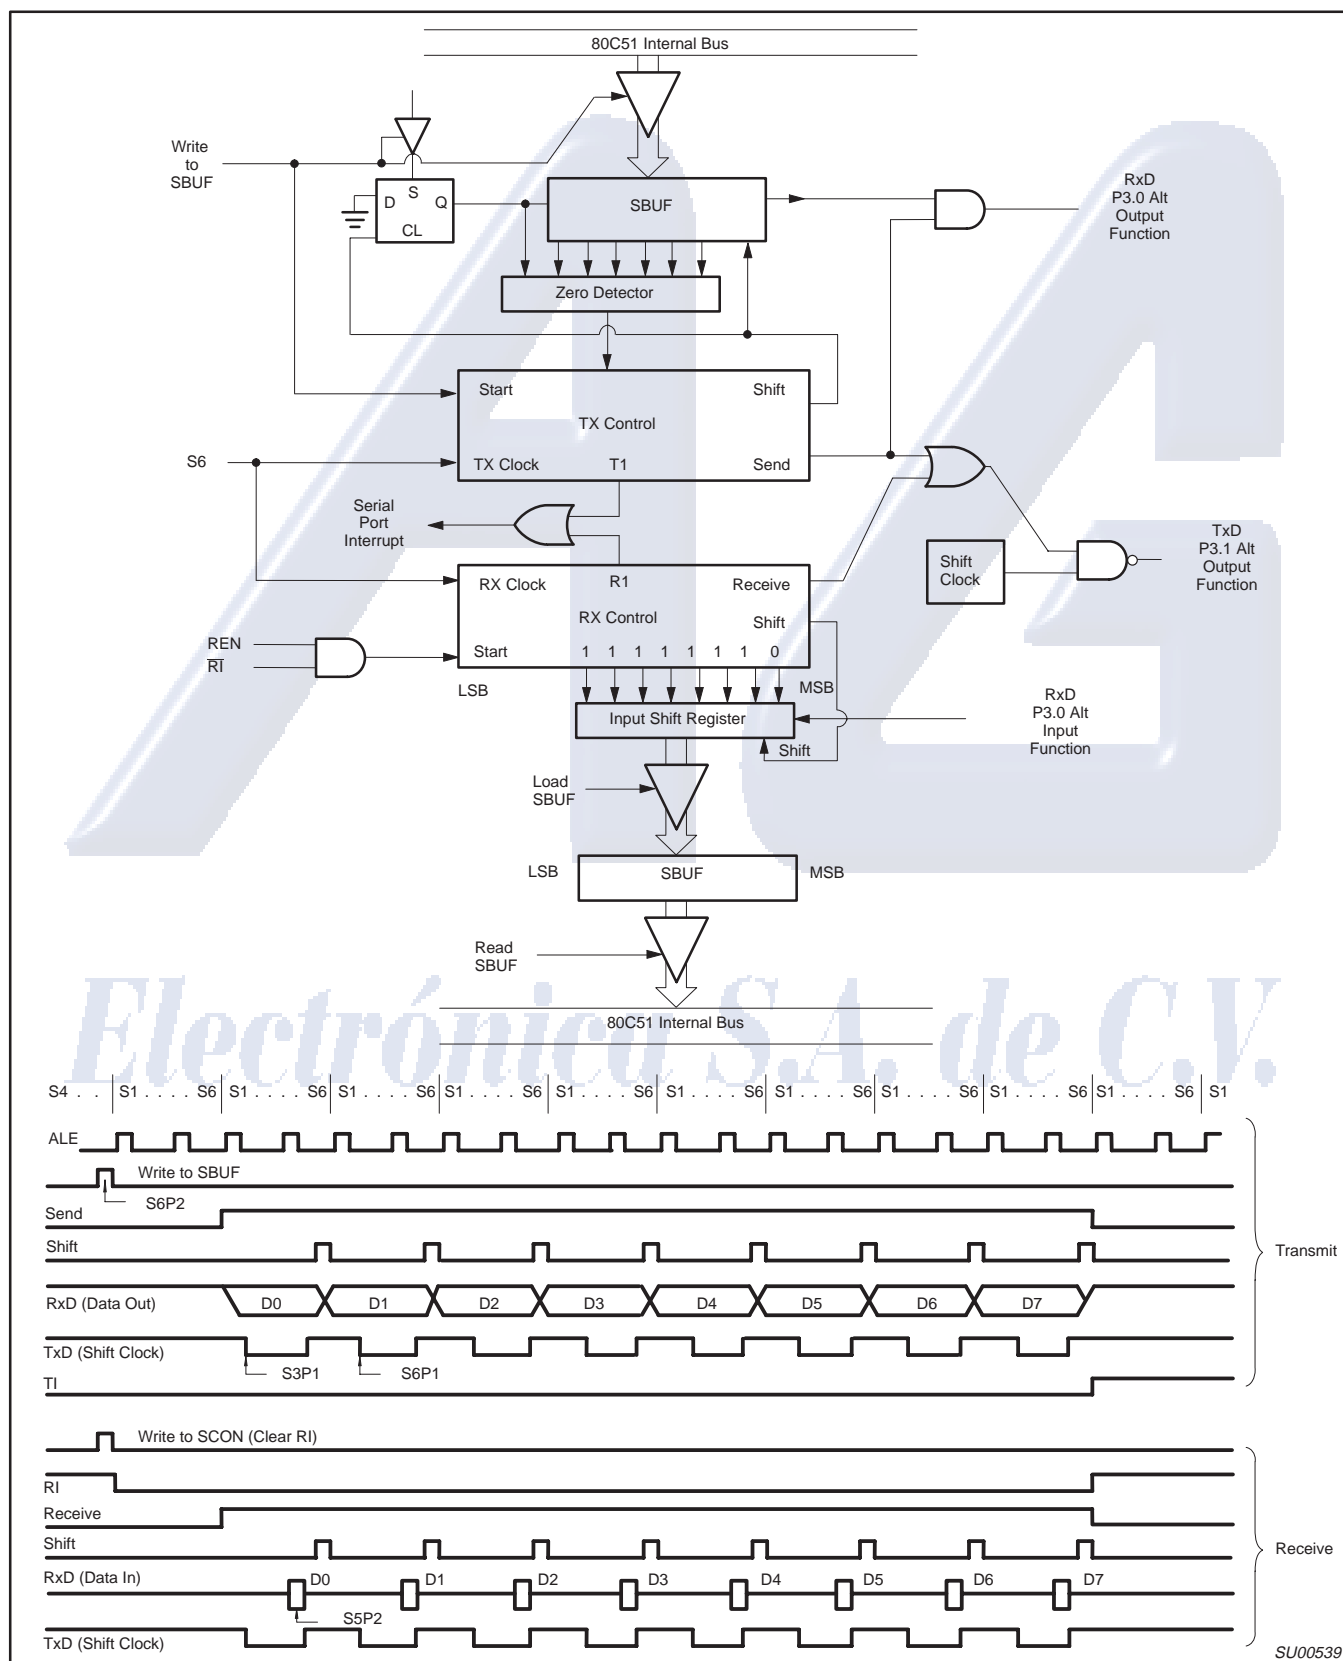 80C51 Internal Bus
Write
to
SBUF
S
D
Q
CL
SBUF
RxD
P3.0 Alt
Output
Function
Zero Detector
Start
Shift
TX Control
S6
TX Clock
T1
Send
Serial
Port
Interrupt
TxD
P3.1 Alt
Output
Function
Shift
Clock
RX Clock
R1
Receive
RX Control
Shift
REN
RI
Start
1 1 1 1 1 1 1 0
LSB
MSB
Input Shift Register
RxD
P3.0 Alt
Input
Function
Shift
Load
SBUF
LSB
SBUF
MSB
Read
SBUF
Electrónica S.A. de C.V.
80C51 Internal Bus
S4 . . S1 . . . . S6 S1 . . . . S6 S1 . . . . S6 S1 . . . . S6 S1 . . . . S6 S1 . . . . S6 S1 . . . . S6 S1 . . . . S6 S1 . . . . S6 S1 . . . . S6 S1
ALE
Write to SBUF
S6P2
Send
Shift
Transmit
RxD (Data Out) D0 D1 D2 D3 D4 D5 D6 D7
TxD (Shift Clock)
S3P1 S6P1
TI
Write to SCON (Clear RI)
RI
Receive
Shift
Receive
RxD (Data In) D0 D1 D2 D3 D4 D5 D6 D7
S5P2
TxD (Shift Clock)
SU00539
AG